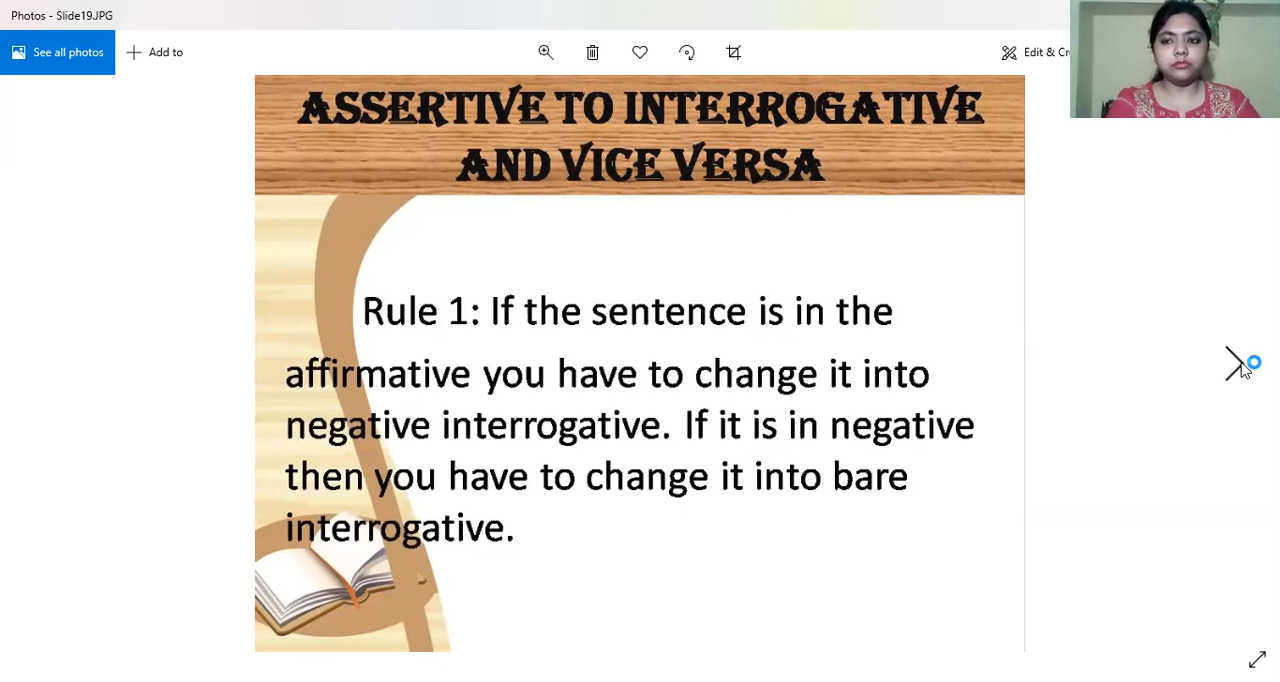 Photos - Slide19.JPG
See all photos
Add to
Edit & Cr
ASSERTIVE TO INTERROGATIVE
AND VICE VERSA
Rule 1: If the sentence is in the
affirmative you have to change it into
negative interrogative. If it is in negative
then you have to change it into bare
interrogative.